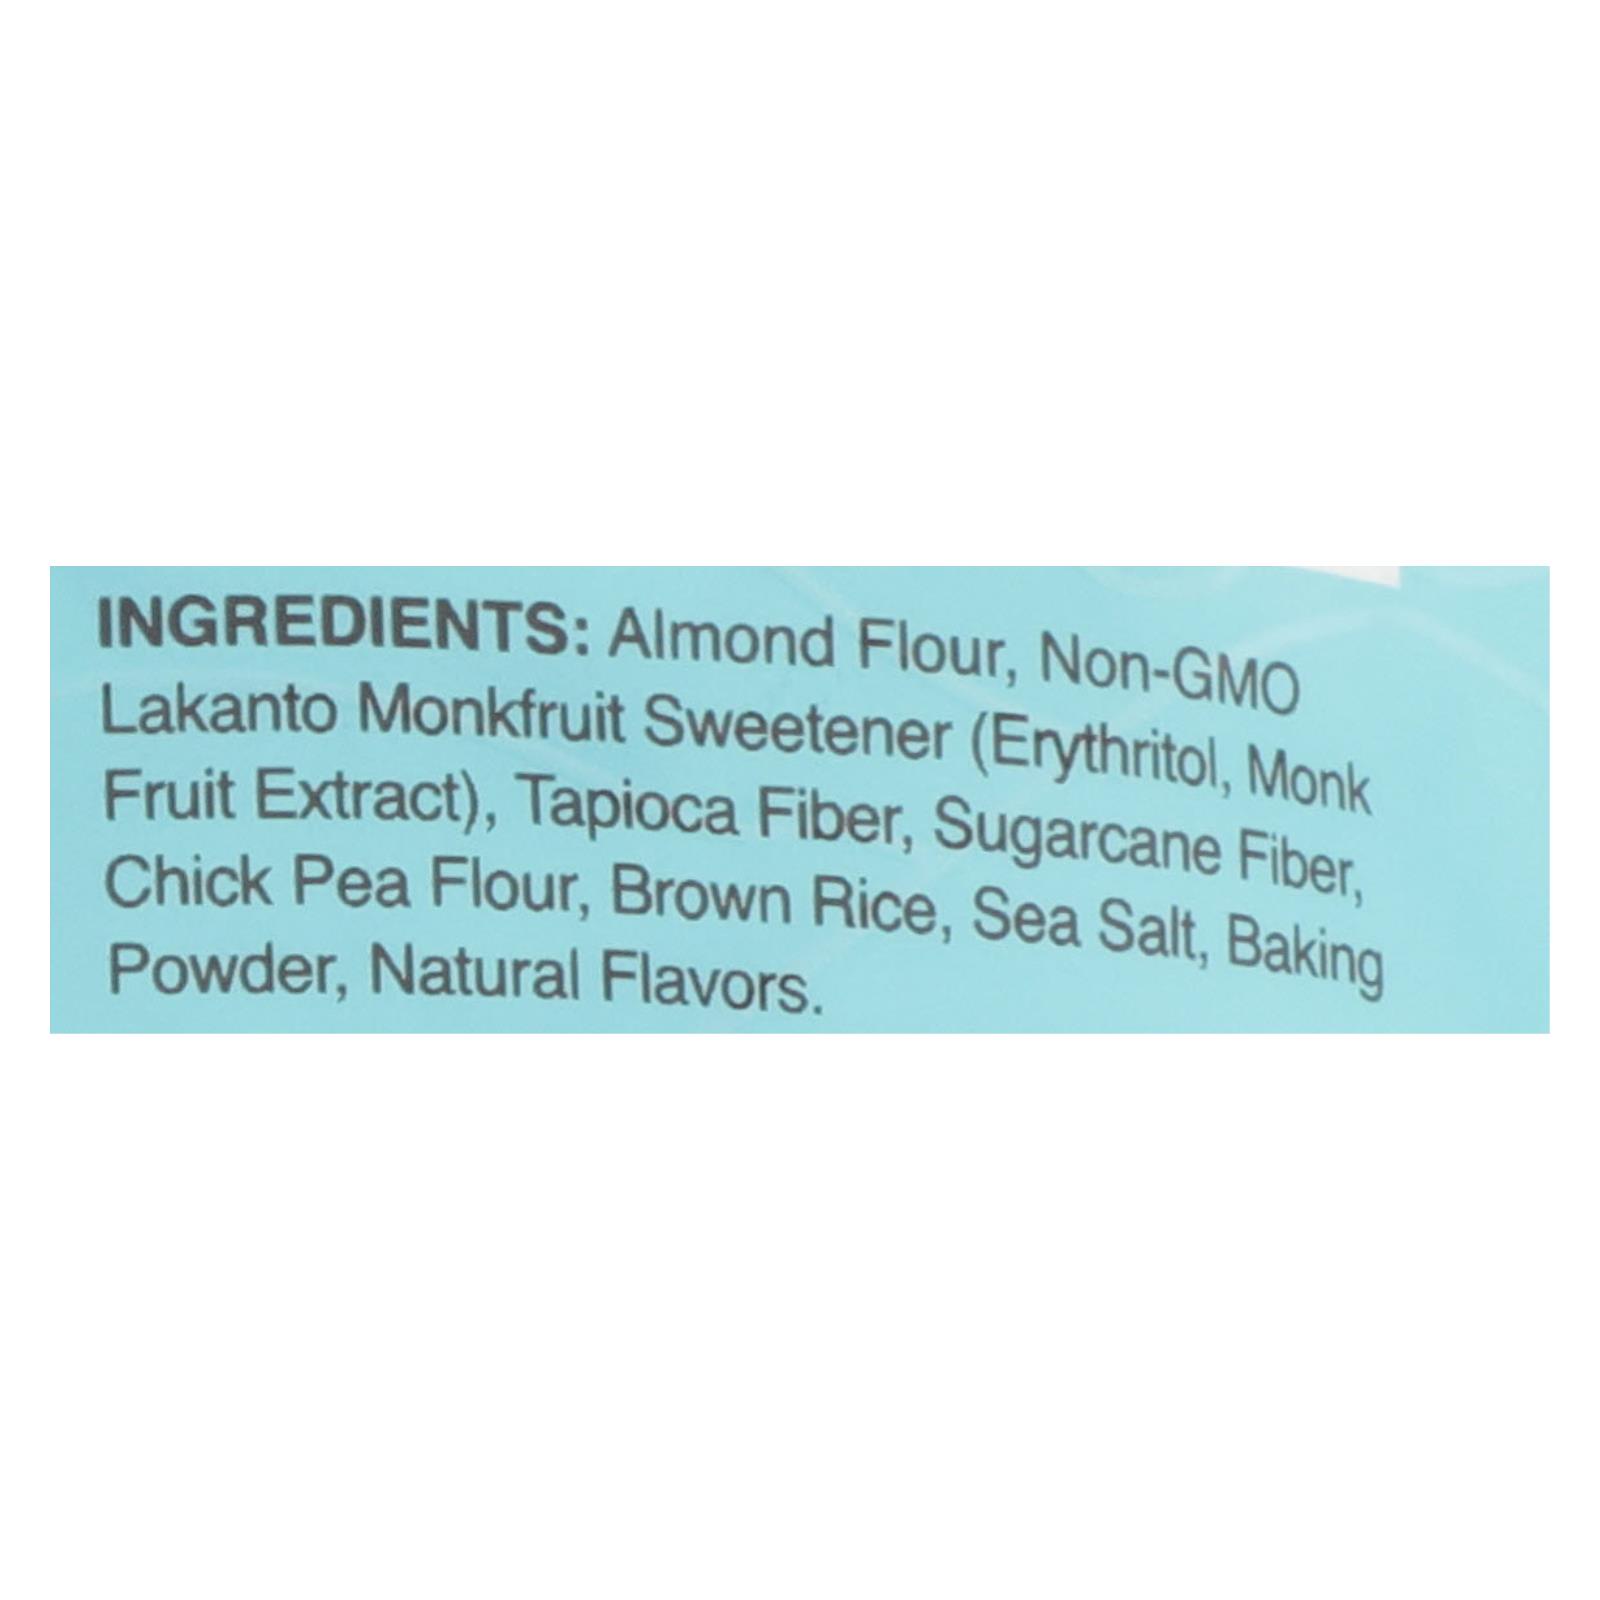 INGREDIENTS: Almond Flour, Non-GMO
Lakanto Monkfruit Sweetener (Erythritol, Monk
Fruit Extract), Tapioca Fiber, Sugarcane Fiber,
Chick Pea Flour, Brown Rice, Sea Salt, Baking
Powder, Natural Flavors.